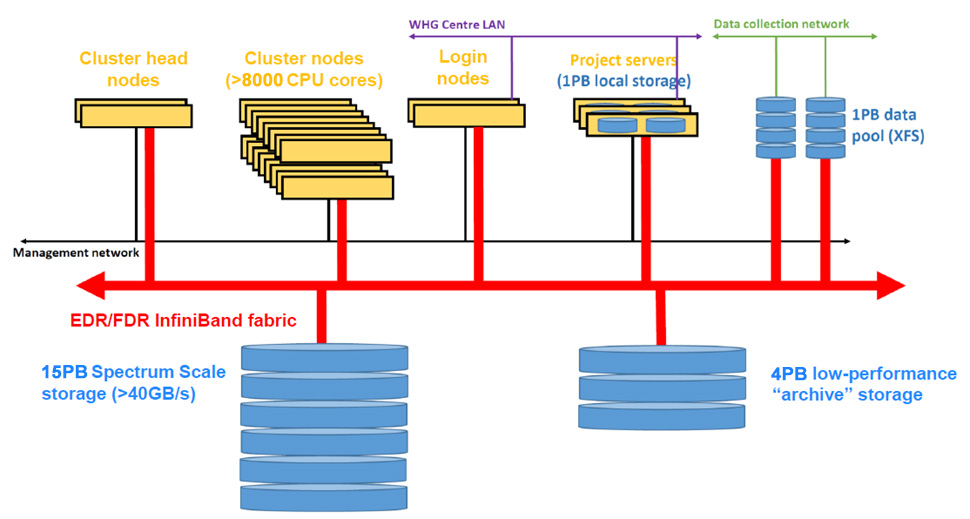 WHG Centre LAN
Data collection network
Cluster head
nodes
Cluster nodes
(>8000 CPU cores)
Login
nodes
Project servers
(1PB local storage)
1PB data
pool (XFS)
Management network
EDR/FDR InfiniBand fabric
15PB Spectrum Scale
storage (>40GB/s)
4PB low-performance
“archive” storage